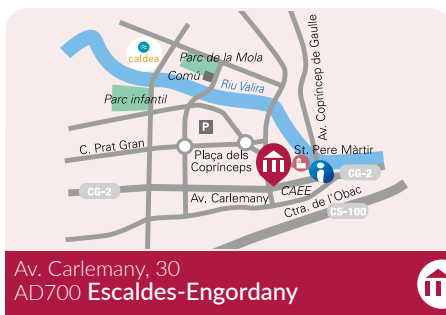 Av. Copríncep de Gaulle
caldea
Parc de la Mola
Comú
Riu Valira
Parc infantil
P
C. Prat Gran
St. Pere Màrtir
Plaça dels
Coprínceps
CG-2
CG-2
CAEE
Av. Carlemany
Ctra. de l'Obac
CS-100
Av. Carlemany, 30
AD700 Escaldes-Engordany